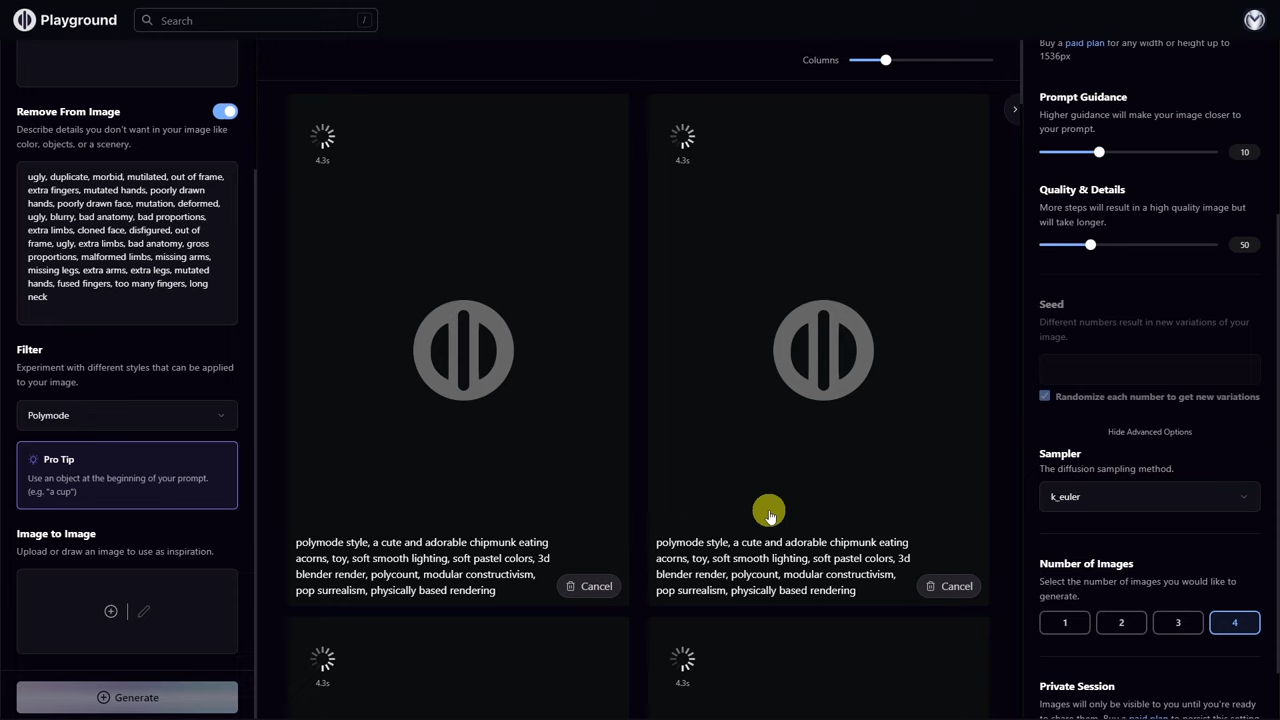 Playground
Search
/
Remove From Image
Describe details you don't want in your image like
color, objects, or a scenery.
ugly, duplicate, morbid, mutilated, out of frame,
extra fingers, mutated hands, poorly drawn
hands, poorly drawn face, mutation, deformed,
ugly, blurry, bad anatomy, bad proportions,
extra limbs, cloned face, disfigured, out of
frame, ugly, extra limbs, bad anatomy, gross
proportions, malformed limbs, missing arms,
missing legs, extra arms, extra legs, mutated
hands, fused fingers, too many fingers, long
neck
Filter
Experiment with different styles that can be applied
to your image.
Polymode
Pro Tip
Use an object at the beginning of your prompt.
(e.g. "a cup")
Image to Image
Upload or draw an image to use as inspiration.
Generate
Columns
4.3s
4.3s
polymode style, a cute and adorable chipmunk eating
acorns, toy, soft smooth lighting, soft pastel colors, 3d
blender render, polycount, modular constructivism,
pop surrealism, physically based rendering
Cancel
polymode style, a cute and adorable chipmunk eating
acorns, toy, soft smooth lighting, soft pastel colors, 3d
blender render, polycount, modular constructivism,
pop surrealism, physically based rendering
Cancel
4.3s
4.3s
Buy a paid plan for any width or height up to
1536px
Prompt Guidance
Higher guidance will make your image closer to
your prompt.
10
Quality & Details
More steps will result in a high quality image but
will take longer.
50
Seed
Different numbers result in new variations of your
image.
Randomize each number to get new variations
Hide Advanced Options
Sampler
The diffusion sampling method.
k_euler
Number of Images
Select the number of images you would like to
generate.
1
2
3
4
Private Session
Images will only be visible to you until you're ready
to share them. Buy a paid plan to persist this setting